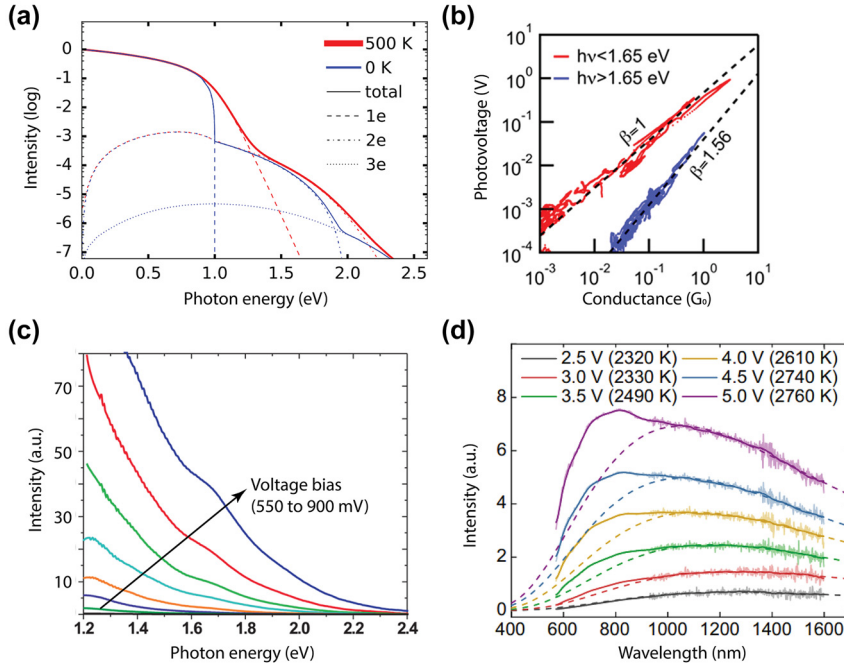 (a)
Intensity (log)
0
-1
-2
-3
-4
-5
-6
-7
0.0 0.5 1.0 1.5 2.0 2.5
Photon energy (eV)
500 K
0 K
total
1e
2e
3e
(b)
Photovoltage (V)
10¹
10⁰
10⁻¹
10⁻²
10⁻³
10⁻⁴
hν<1.65 eV
hν>1.65 eV
β=1
β=1.56
10⁻³ 10⁻² 10⁻¹ 10⁰ 10¹
Conductance (G₀)
(c)
Intensity (a.u.)
70
50
30
10
Voltage bias
(550 to 900 mV)
1.2 1.4 1.6 1.8 2.0 2.2 2.4
Photon energy (eV)
(d)
Intensity (a.u.)
8
6
4
2
0
2.5 V (2320 K) 4.0 V (2610 K)
3.0 V (2330 K) 4.5 V (2740 K)
3.5 V (2490 K) 5.0 V (2760 K)
400 600 800 1000 1200 1400 1600
Wavelength (nm)